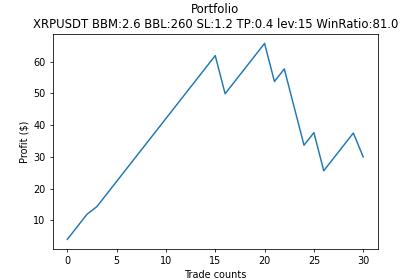 Portfolio
XRPUSDT BBM:2.6 BBL:260 SL:1.2 TP:0.4 lev:15 WinRatio:81.0
60
50
40
30
20
10
Profit ($)
0 5 10 15 20 25 30
Trade counts